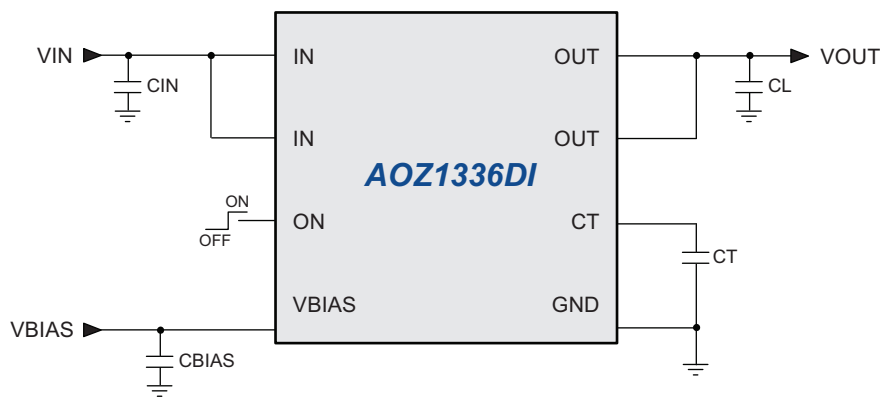 VIN
CIN
IN
OUT
VOUT
CL
IN
OUT
AOZ1336DI
ON
OFF
ON
CT
CT
VBIAS
VBIAS
GND
CBIAS